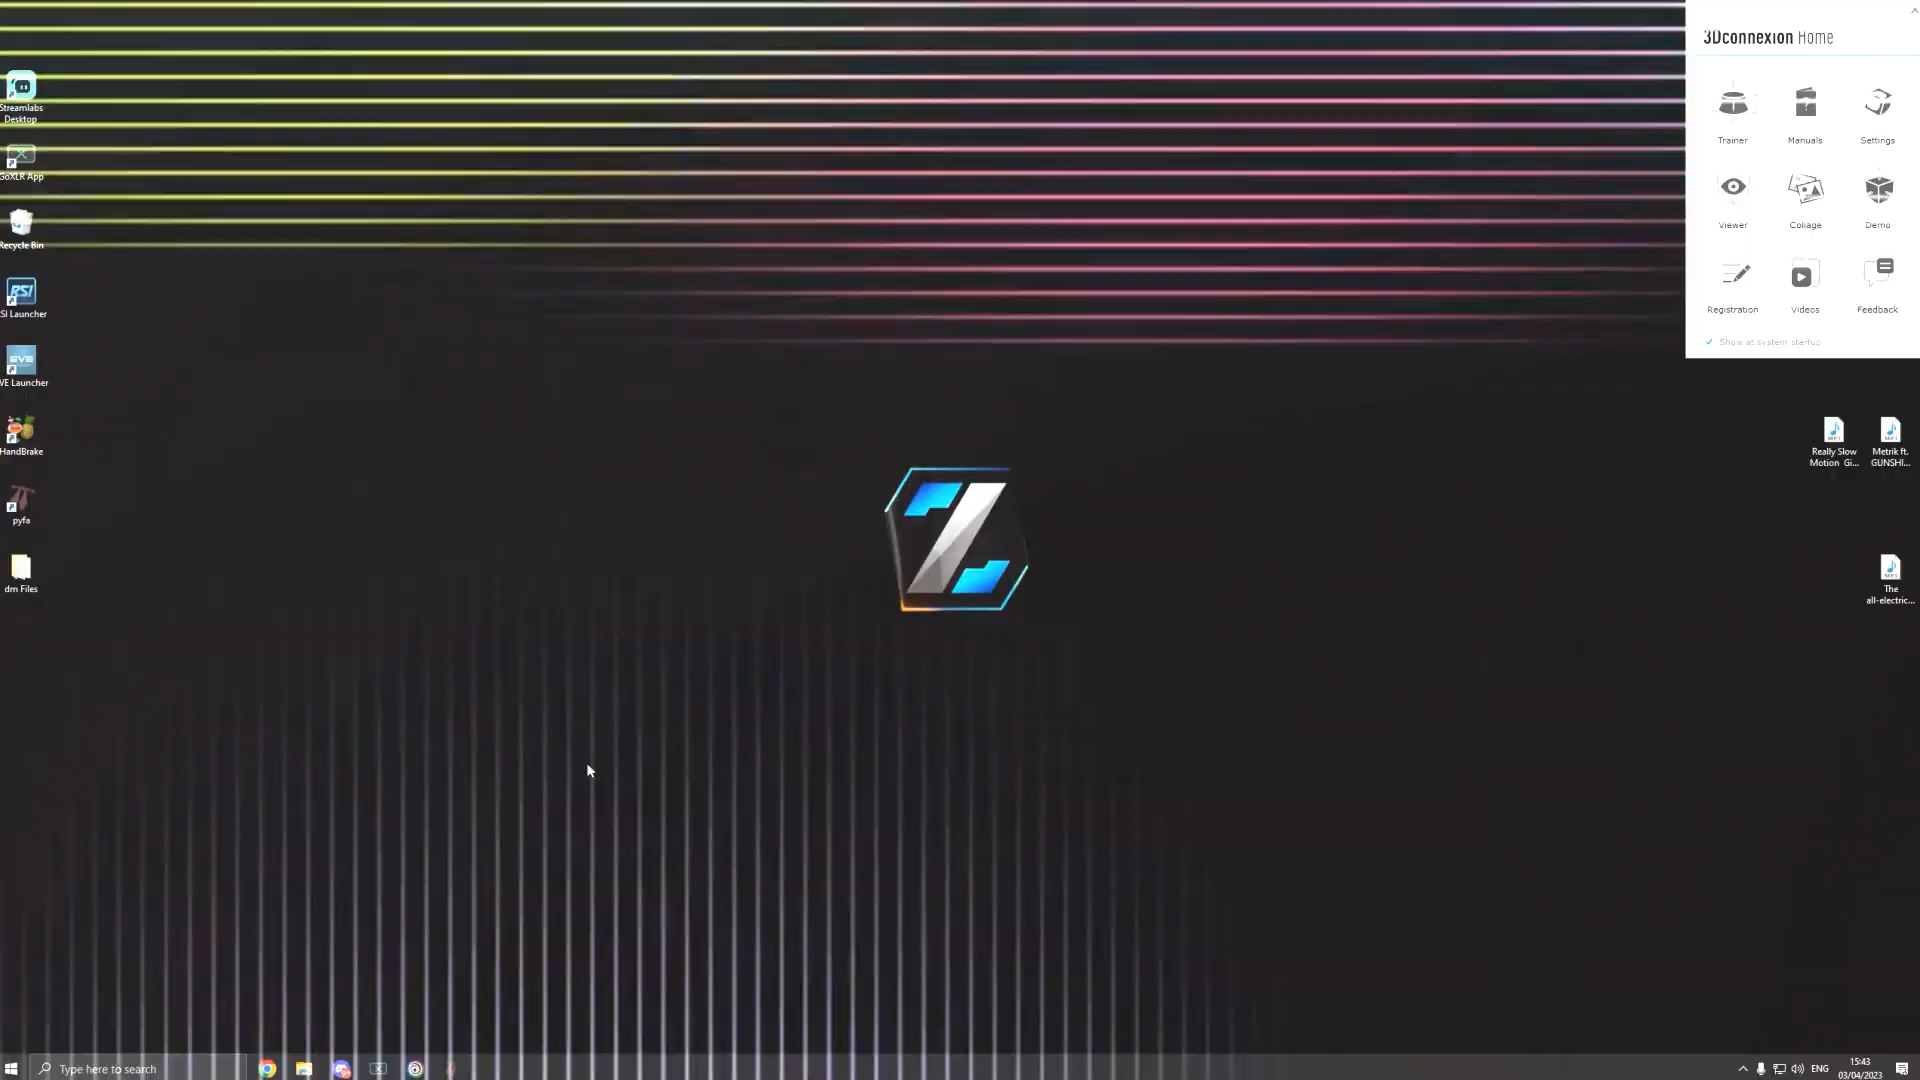 3Dconnexion Home
Trainer
Manuals
Settings
Viewer
Collage
Demo
Registration
Videos
Feedback
Show at system startup
Streamlabs
Desktop
GoXLR App
Recycle Bin
RSI
SI Launcher
EVE
VE Launcher
HandBrake
pyfa
dm Files
Really Slow
Motion Gi...
Metrik ft.
GUNSHI...
The
all-electric...
Type here to search
ENG
15:43
03/04/2023